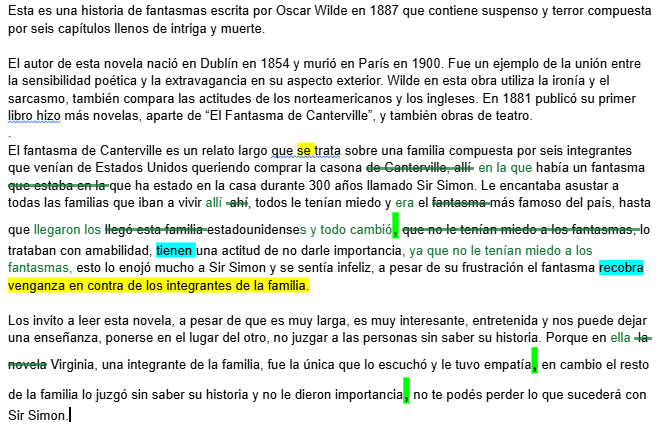 Esta es una historia de fantasmas escrita por Oscar Wilde en 1887 que contiene suspenso y terror compuesta
por seis capítulos llenos de intriga y muerte.
El autor de esta novela nació en Dublín en 1854 y murió en París en 1900. Fue un ejemplo de la unión entre
la sensibilidad poética y la extravagancia en su aspecto exterior. Wilde en esta obra utiliza la ironía y el
sarcasmo, también compara las actitudes de los norteamericanos y los ingleses. En 1881 publicó su primer
libro hizo más novelas, aparte de “El Fantasma de Canterville”, y también obras de teatro.
.
El fantasma de Canterville es un relato largo que se trata sobre una familia compuesta por seis integrantes
que venían de Estados Unidos queriendo comprar la casona de Canterville, allí en la que había un fantasma
que estaba en la que ha estado en la casa durante 300 años llamado Sir Simon. Le encantaba asustar a
todas las familias que iban a vivir allí ahí, todos le tenían miedo y era el fantasma más famoso del país, hasta
que llegaron los llegó esta familia estadounidenses y todo cambió, que no le tenían miedo a los fantasmas, lo
trataban con amabilidad, tienen una actitud de no darle importancia, ya que no le tenían miedo a los
fantasmas, esto lo enojó mucho a Sir Simon y se sentía infeliz, a pesar de su frustración el fantasma recobra
venganza en contra de los integrantes de la familia.
Los invito a leer esta novela, a pesar de que es muy larga, es muy interesante, entretenida y nos puede dejar
una enseñanza, ponerse en el lugar del otro, no juzgar a las personas sin saber su historia. Porque en ella la
novela Virginia, una integrante de la familia, fue la única que lo escuchó y le tuvo empatía, en cambio el resto
de la familia lo juzgó sin saber su historia y no le dieron importancia, no te podés perder lo que sucederá con
Sir Simon.